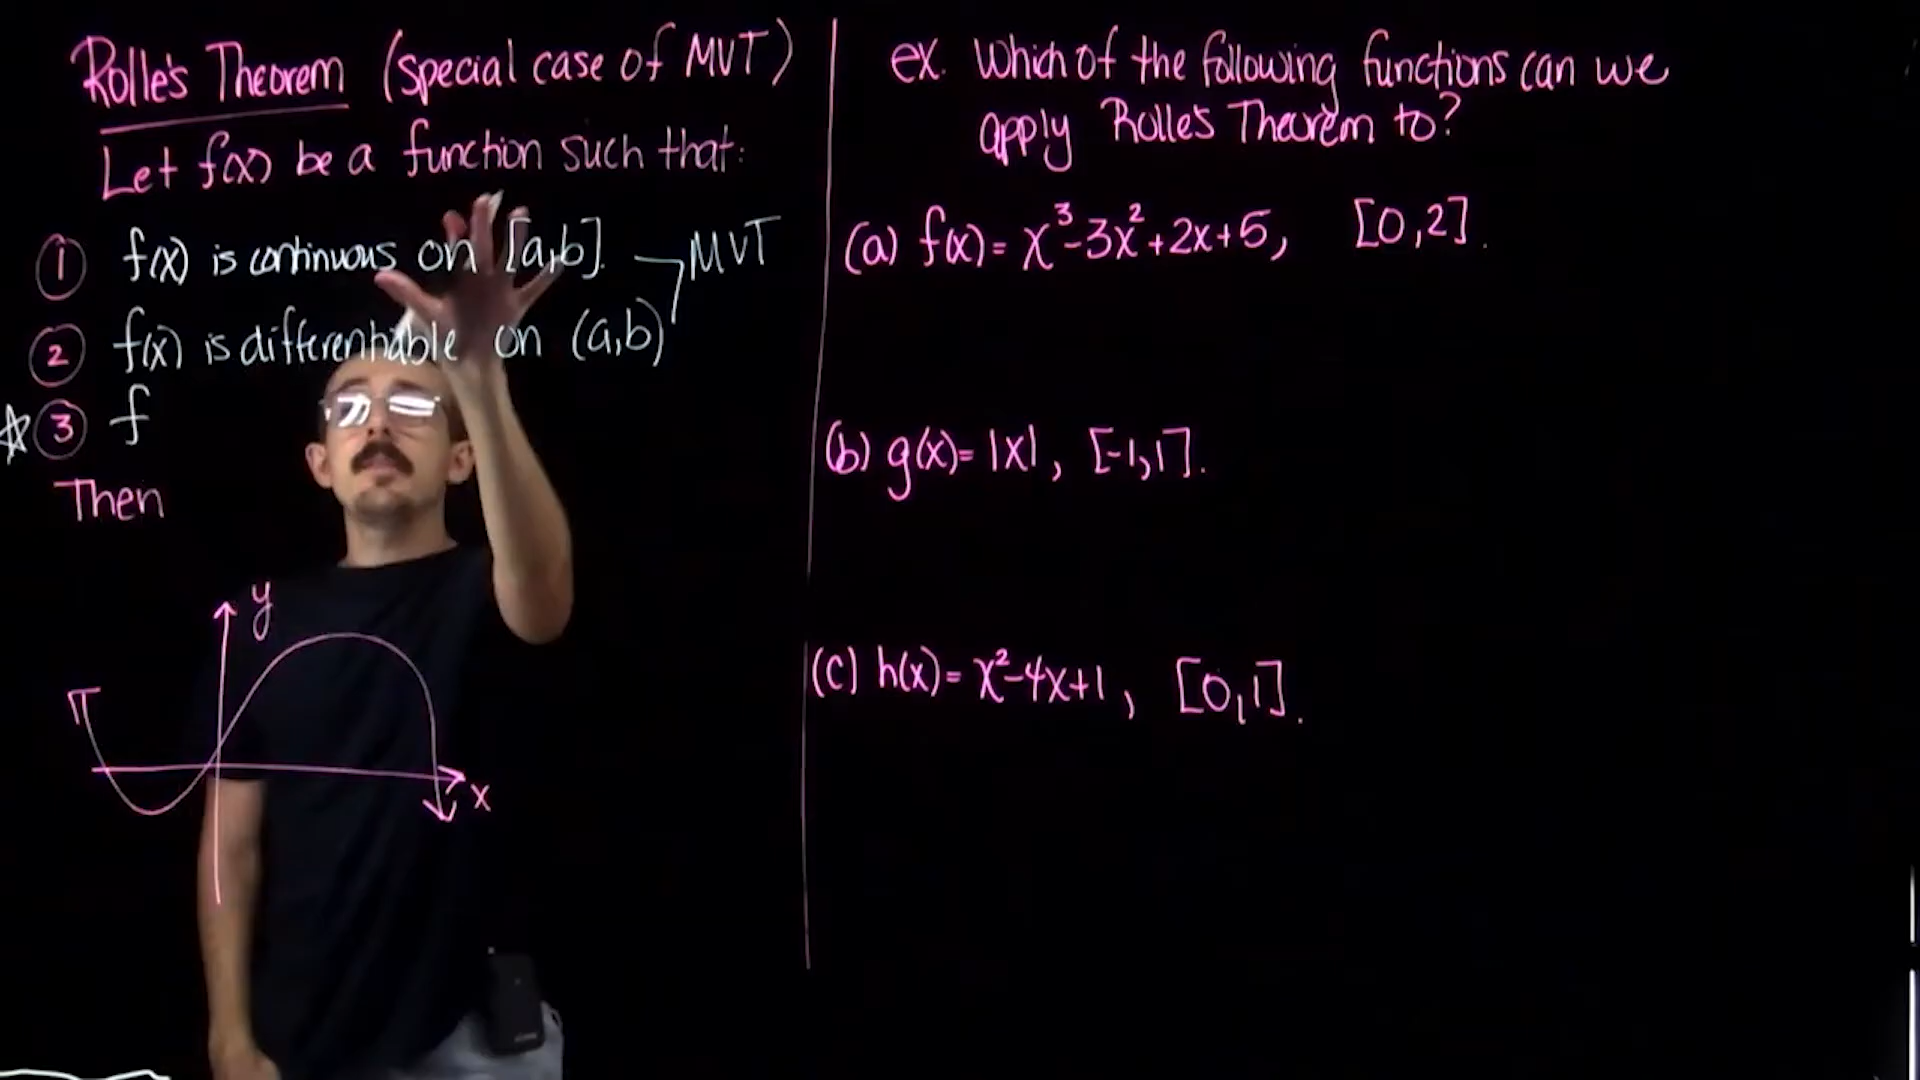 Rolle's Theorem (special case of MVT)
Let f(x) be a function such that:
① f(x) is continuous on [a,b].
MVT
② f(x) is differentiable on (a,b)
☆ ③ f
Then
y
x
ex. Which of the following functions can we
apply Rolle's Theorem to?
(a) f(x)= x³-3x²+2x+5, [0,2].
(b) g(x)= |x|, [-1,1].
(c) h(x)= x²-4x+1, [0,1].